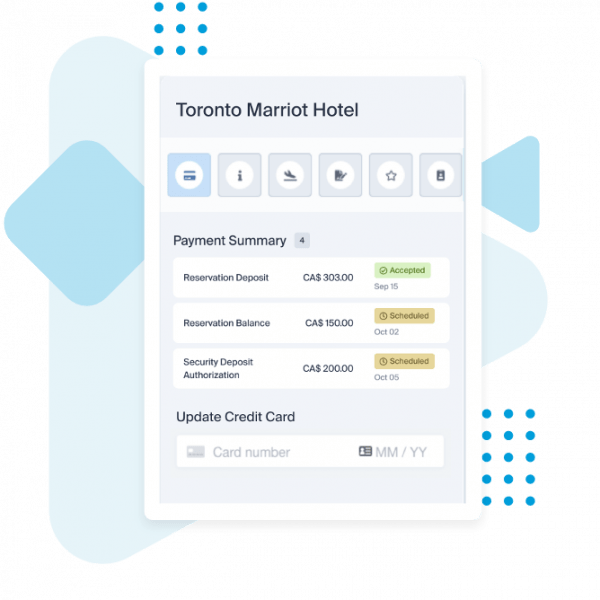 Toronto Marriot Hotel
Payment Summary 4
Reservation Deposit CA$ 303.00 Accepted
Sep 15
Reservation Balance CA$ 150.00 Scheduled
Oct 02
Security Deposit
Authorization CA$ 200.00 Scheduled
Oct 05
Update Credit Card
Card number MM / YY